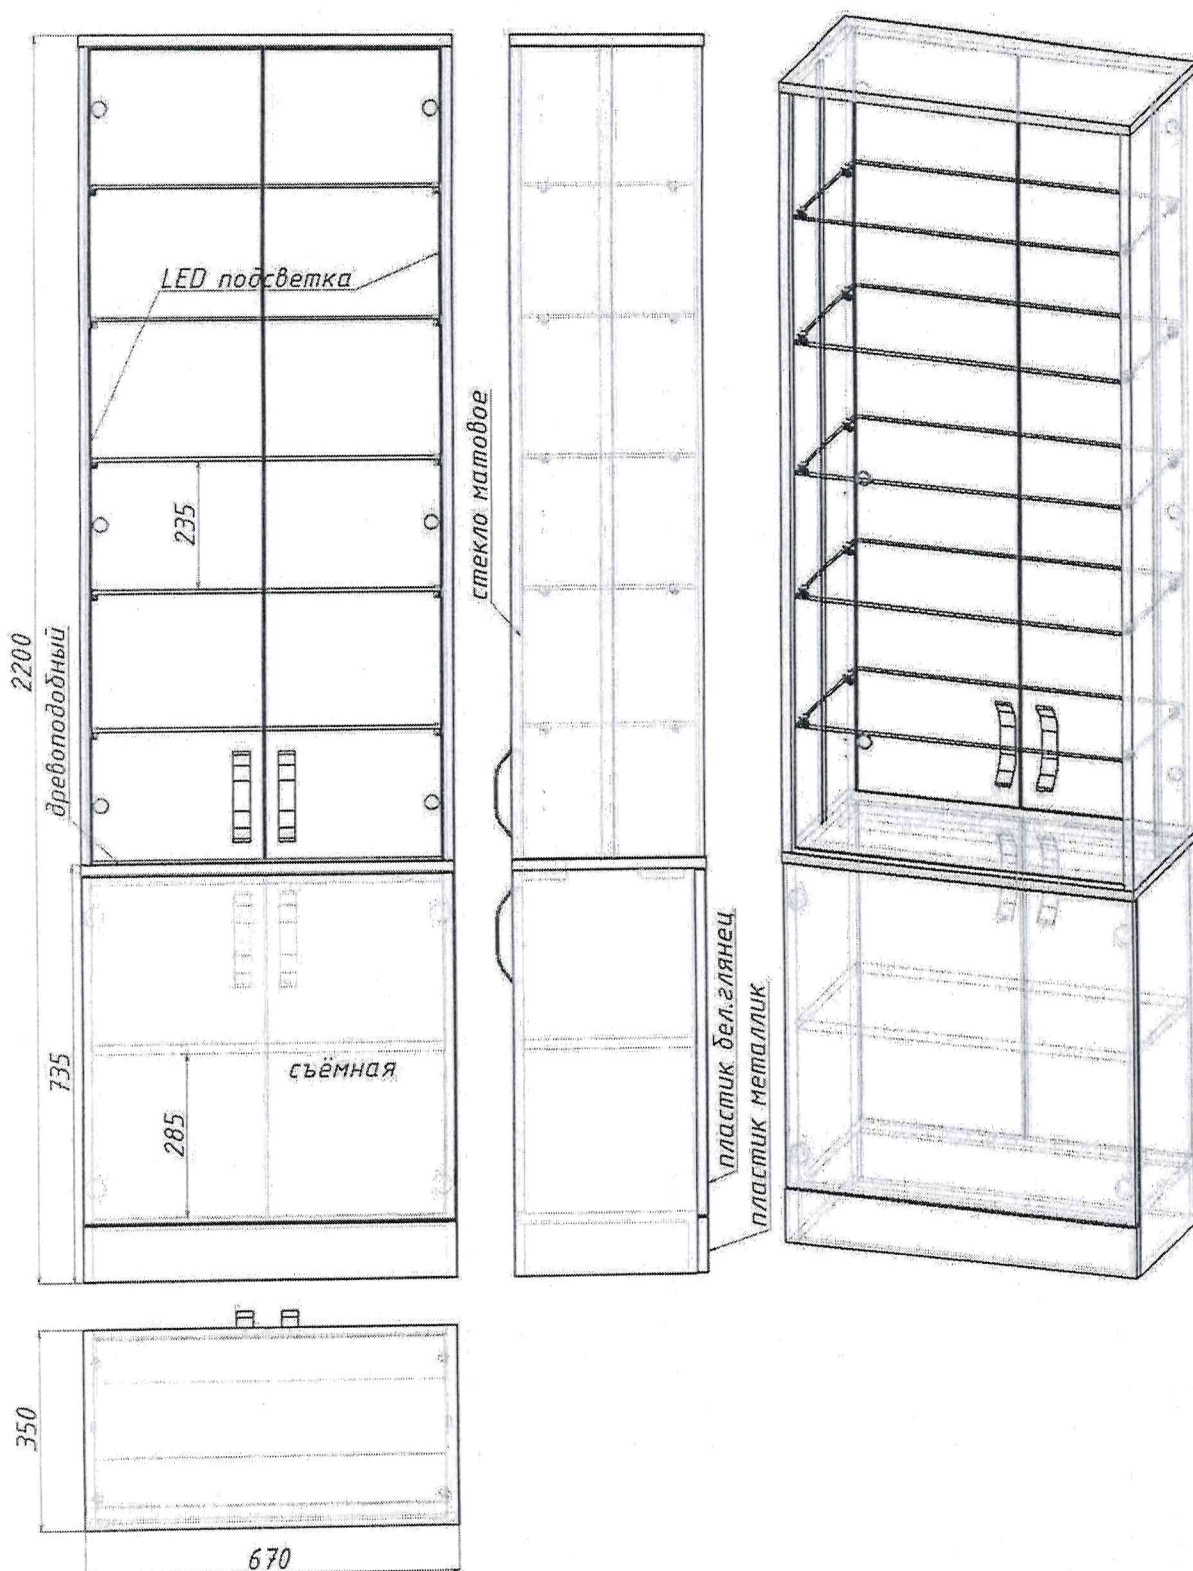 LED подсветка
235
2200
древоподобный
стекло матовое
735
съёмная
285
пластик бел.глянец
пластик металлик
350
670